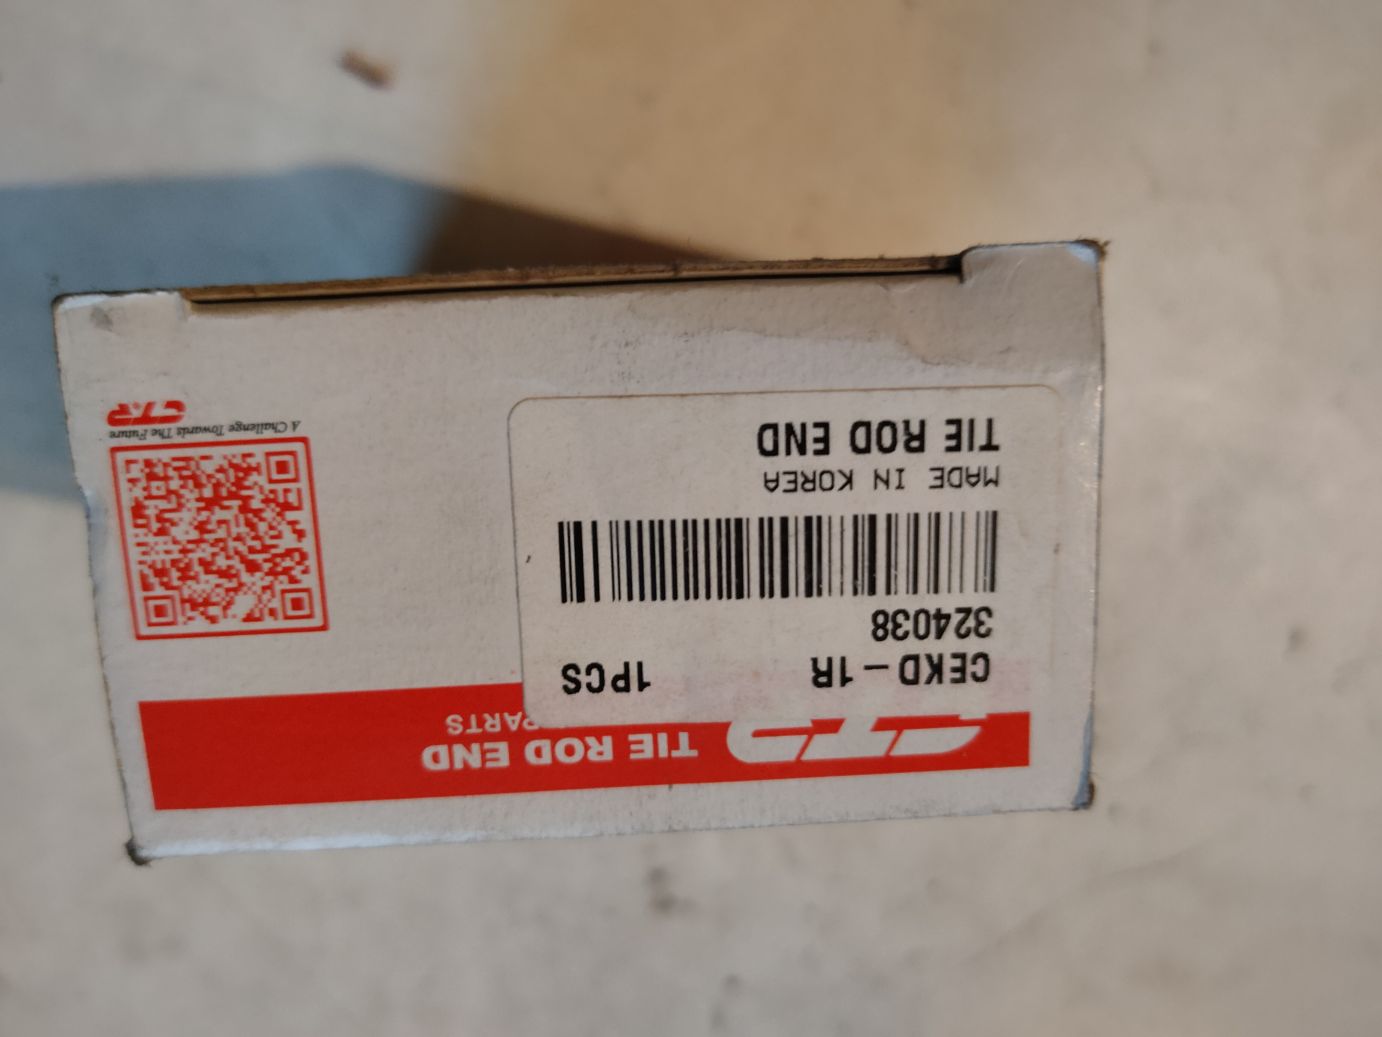 CTR TIE ROD END
PARTS
CEKD-1R 1PCS
324038
MADE IN KOREA
TIE ROD END
A Challenge Towards The Future
CTR